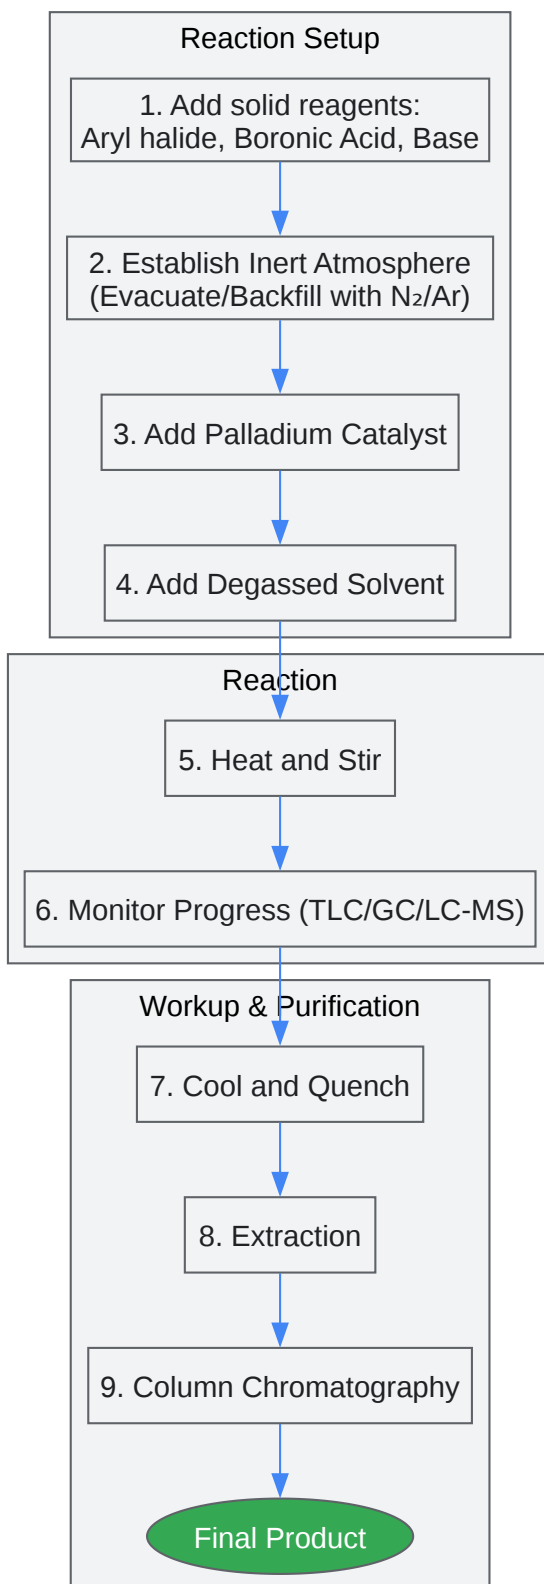 Reaction Setup
1. Add solid reagents:
Aryl halide, Boronic Acid, Base
2. Establish Inert Atmosphere
(Evacuate/Backfill with N₂/Ar)
3. Add Palladium Catalyst
4. Add Degassed Solvent
Reaction
5. Heat and Stir
6. Monitor Progress (TLC/GC/LC-MS)
Workup & Purification
7. Cool and Quench
8. Extraction
9. Column Chromatography
Final Product